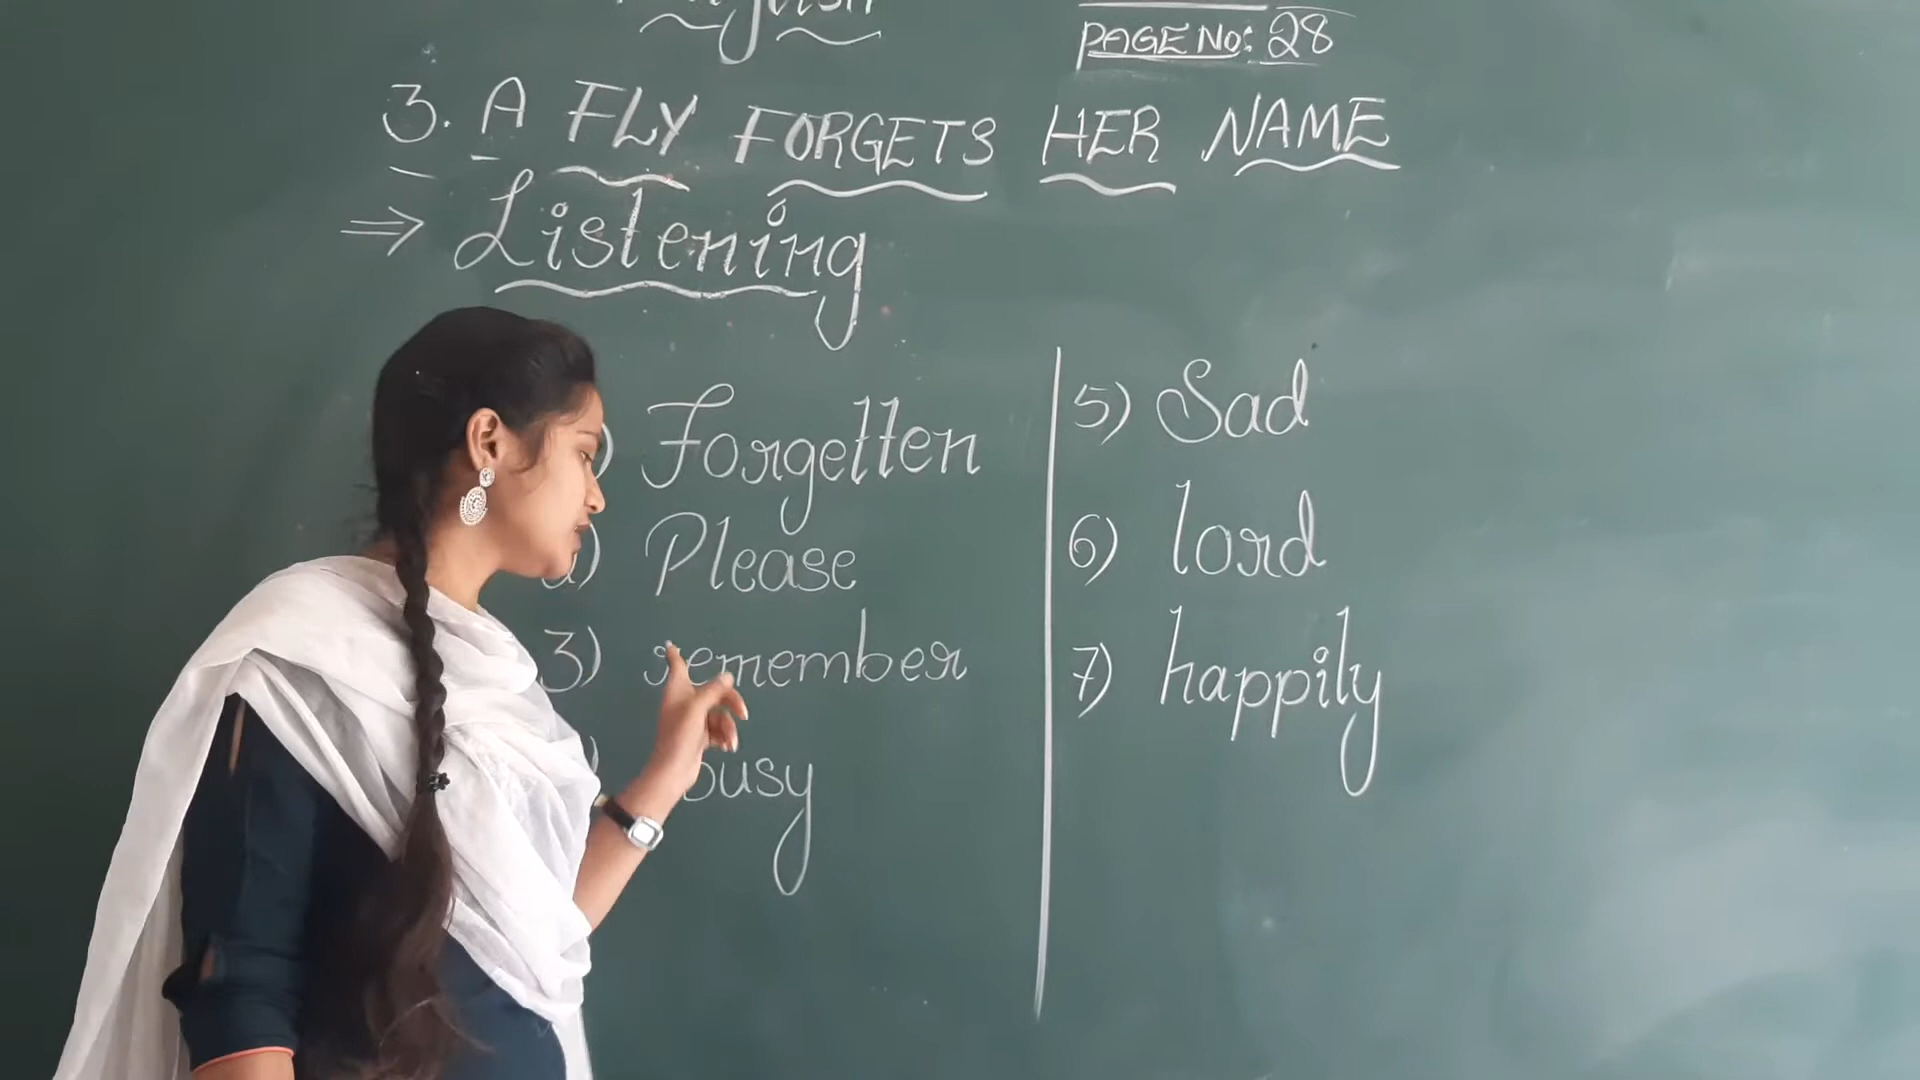 PAGE NO: 28
3. A FLY FORGETS HER NAME
⇒ Listening
) Forgetten
) Please
3) remember
busy
5) Sad
6) lord
7) happily